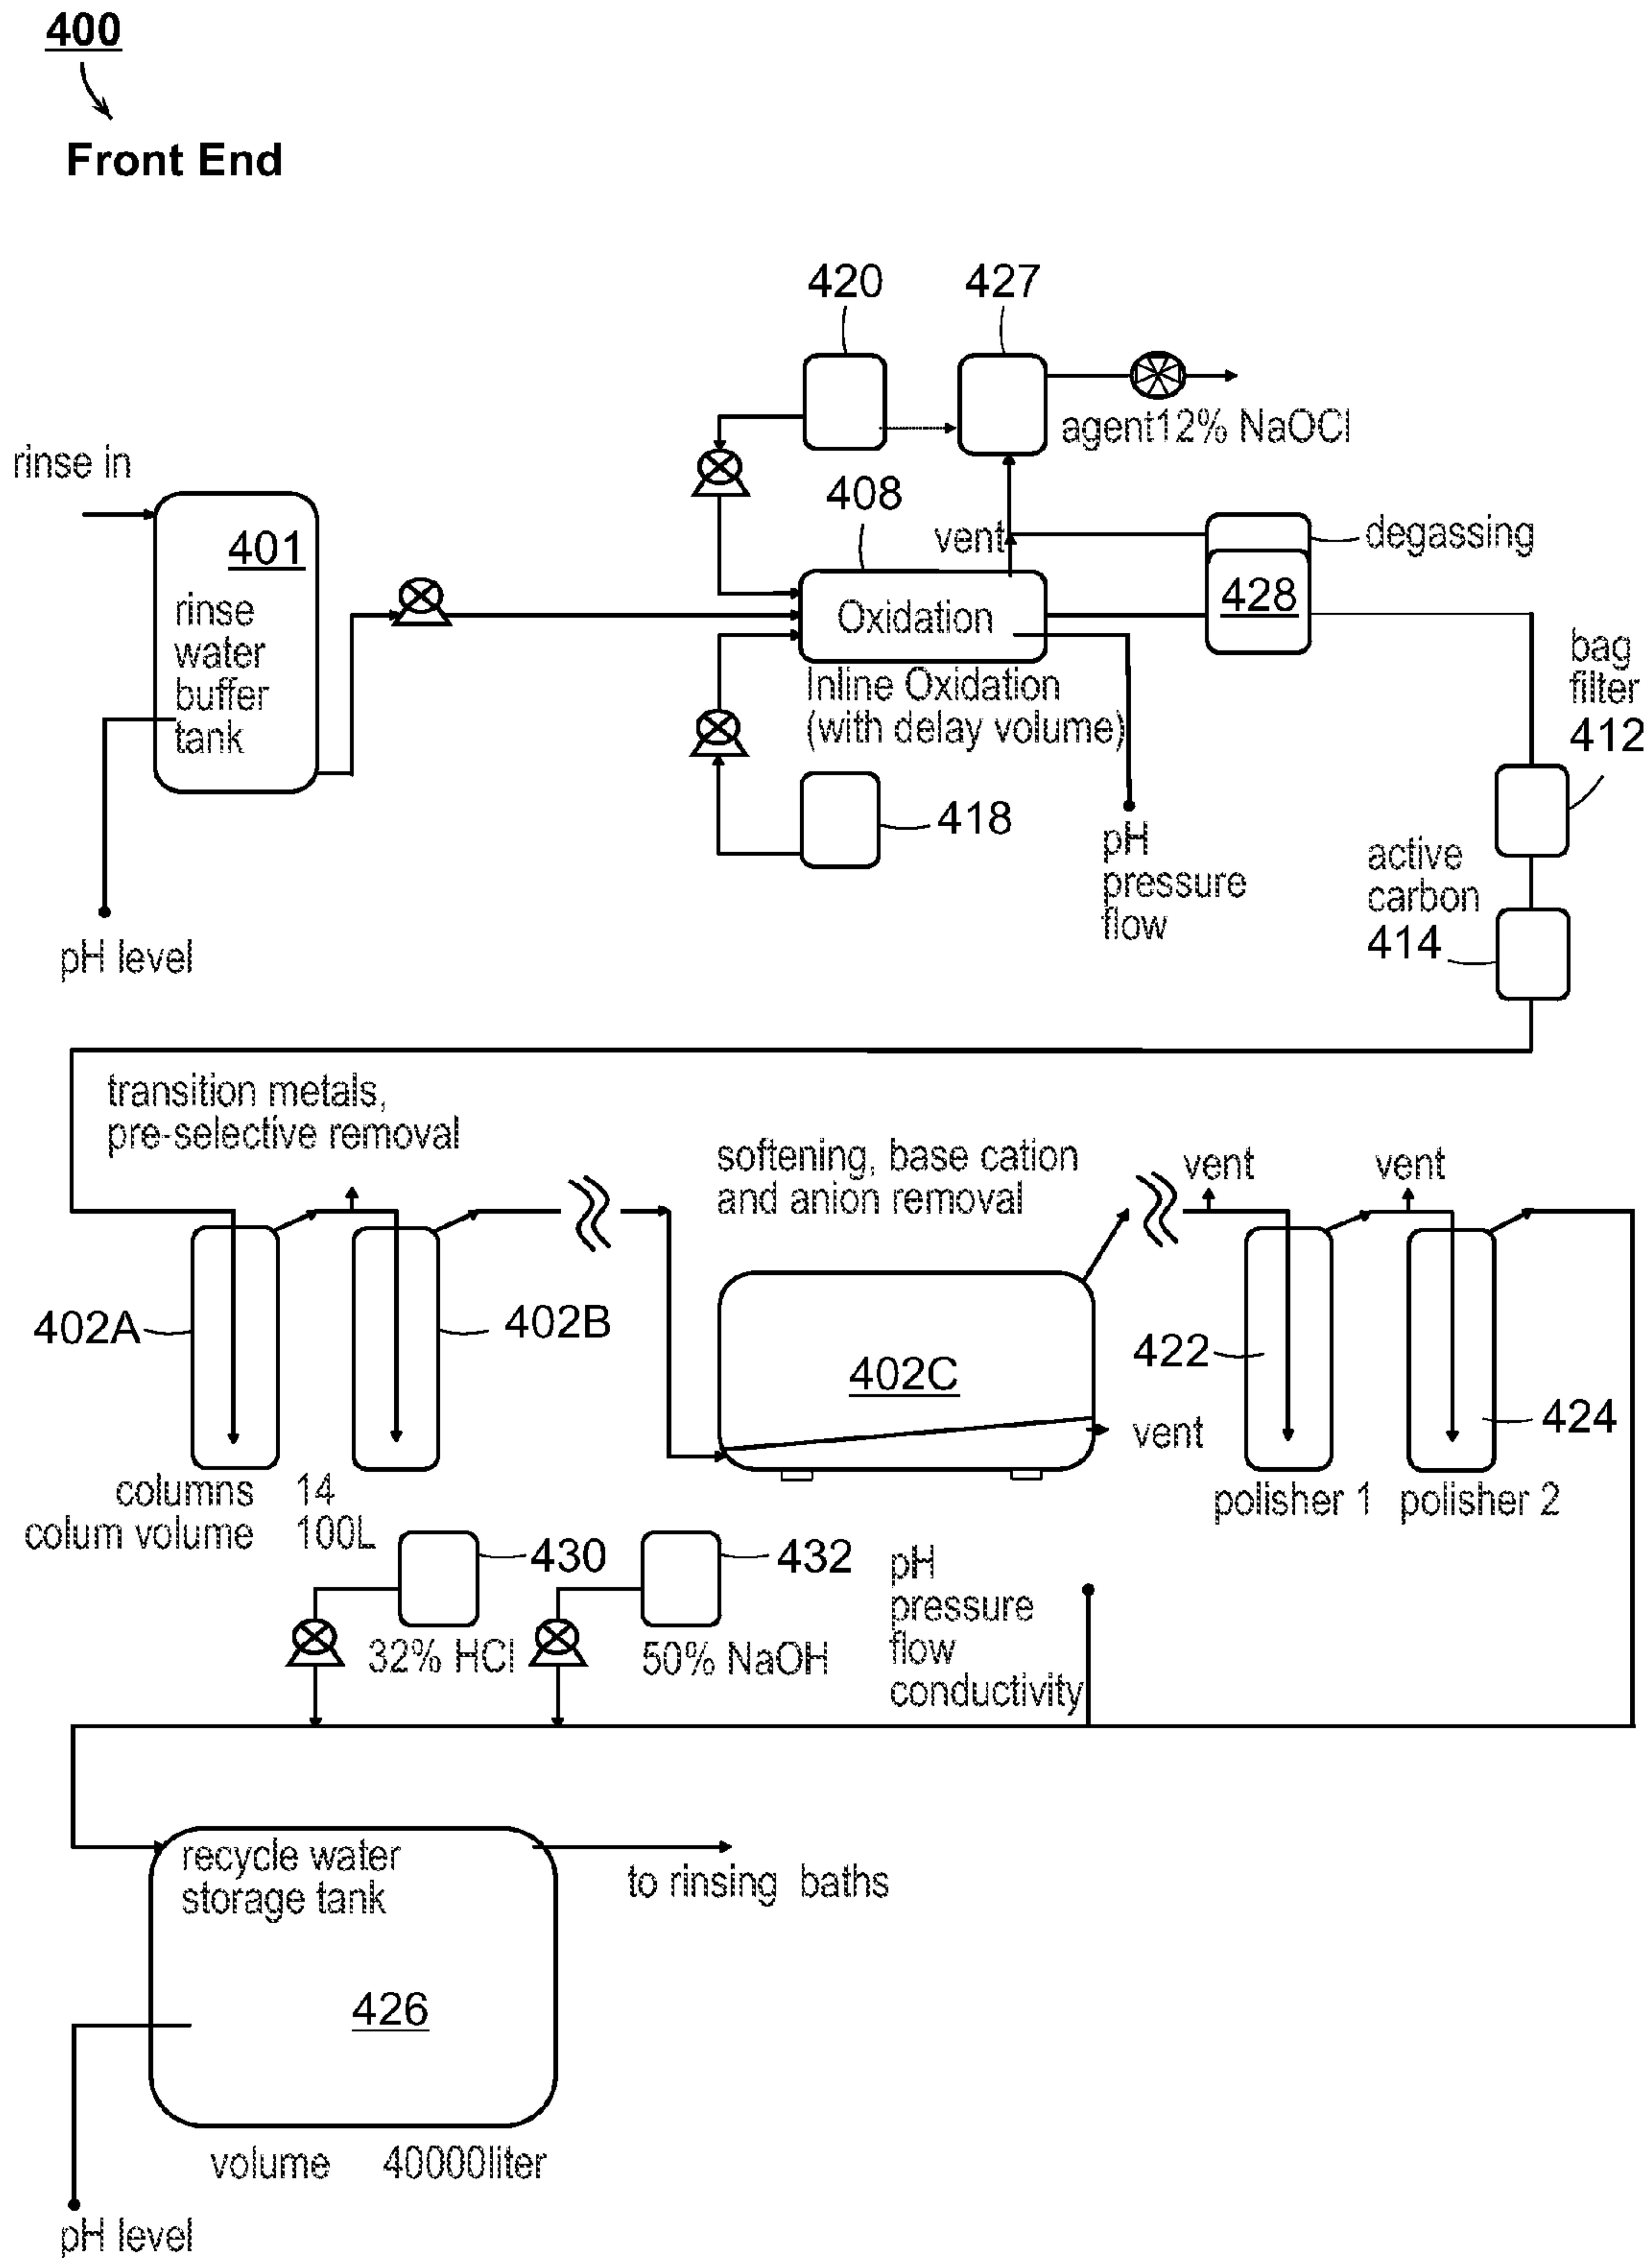 400
Front End
420
427
agent12% NaOCl
rinse in
401
rinse
water
buffer
tank
408
vent
degassing
428
Oxidation
Inline Oxidation
(with delay volume)
bag
filter
412
418
pH
pressure
flow
active
carbon
414
pH level
transition metals,
pre-selective removal
softening, base cation
and anion removal
vent
vent
402A
402B
402C
422
424
vent
columns 14
colum volume 100L
polisher 1
polisher 2
430
432
32% HCl
50% NaOH
pH
pressure
flow
conductivity
recycle water
storage tank
to rinsing baths
426
volume 40000liter
pH level